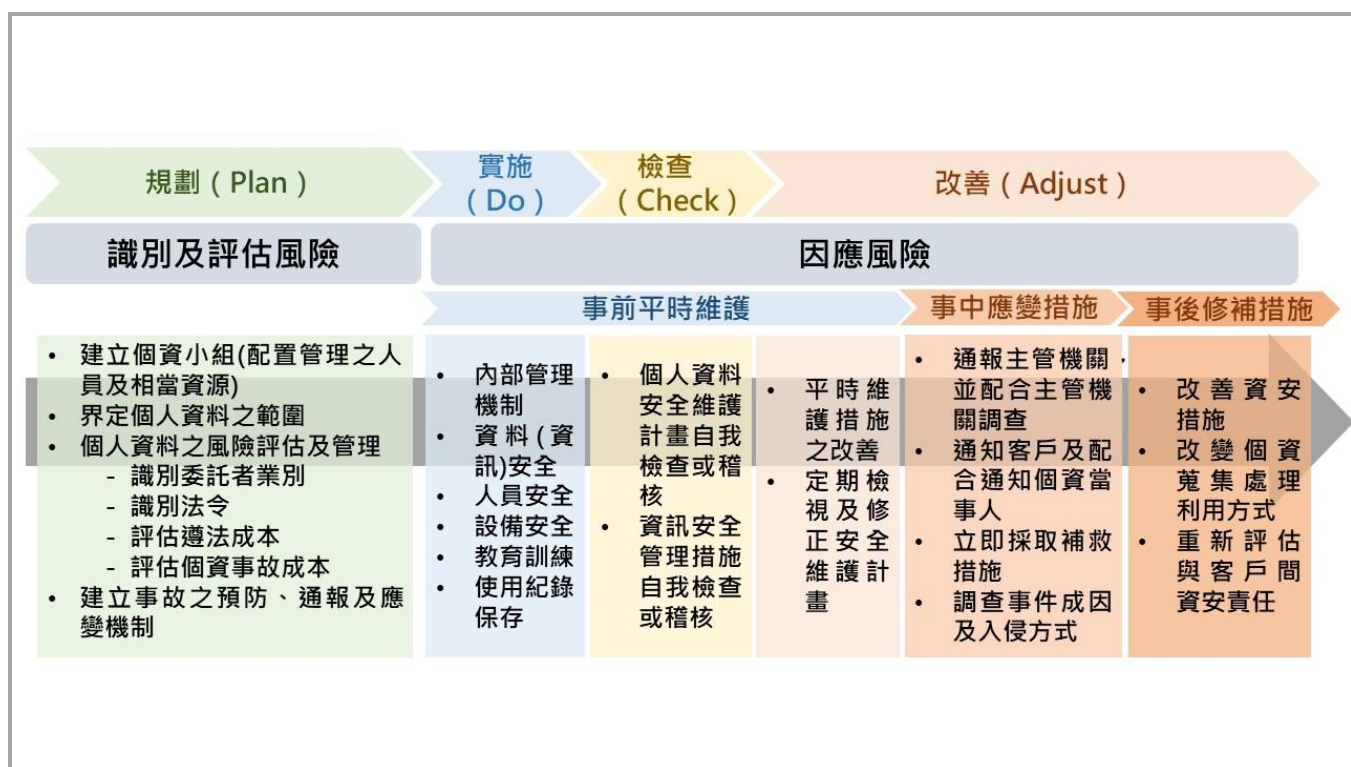 規劃（Plan）
實施
（Do）
檢查
（Check）
改善（Adjust）
識別及評估風險
因應風險
事前平時維護
事中應變措施
事後修補措施
• 建立個資小組(配置管理之人
員及相當資源)
• 界定個人資料之範圍
• 個人資料之風險評估及管理
- 識別委託者業別
- 識別法令
- 評估遵法成本
- 評估個資事故成本
• 建立事故之預防、通報及應
變機制
• 內部管理
機制
• 資料(資
訊)安全
• 人員安全
• 設備安全
• 教育訓練
• 使用紀錄
保存
• 個人資料
安全維護
計畫自我
檢查或稽
核
• 資訊安全
管理措施
自我檢查
或稽核
• 平時維
護措施
之改善
• 定期檢
視及修
正安全
維護計
畫
• 通報主管機關
並配合主管機
關調查
• 通知客戶及配
合通知個資當
事人
• 立即採取補救
措施
• 調查事件成因
及入侵方式
• 改善資安
措施
• 改變個資
蒐集處理
利用方式
• 重新評估
與客戶間
資安責任